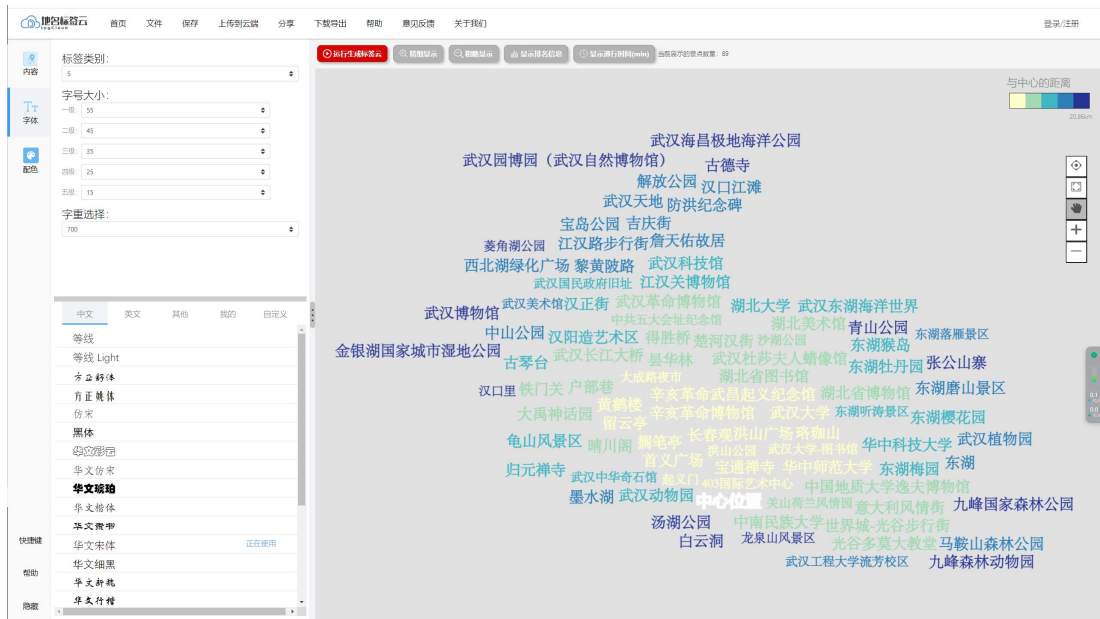 地名标签云
TagCloud
首页 文件 保存 上传到云端 分享 下载导出 帮助 意见反馈 关于我们
登录/注册
内容
字体
配色
快捷键
帮助
隐藏
标签类别:
5
字号大小:
一级: 55
二级: 45
三级: 35
四级: 25
五级: 15
字重选择:
700
中文 英文 其他 我的 自定义
等线
等线 Light
方正舒体
方正姚体
仿宋
黑体
华文彩云
华文仿宋
华文琥珀
华文楷体
华文隶书
华文宋体 正在使用
华文细黑
华文新魏
华文行楷
运行生成标签云 精细显示 粗略显示 显示排名信息 显示通行时间(min) 当前展示的景点数量: 89
与中心的距离
20.86km
武汉海昌极地海洋公园
武汉园博园（武汉自然博物馆） 古德寺
解放公园 汉口江滩
武汉天地 防洪纪念碑
宝岛公园 吉庆街
菱角湖公园 江汉路步行街 詹天佑故居
西北湖绿化广场 黎黄陂路 武汉科技馆
武汉国民政府旧址 江汉关博物馆
武汉博物馆 武汉美术馆 汉正街 武汉革命博物馆 湖北大学 武汉东湖海洋世界
中共五大会址纪念馆 湖北美术馆 青山公园
中山公园 汉阳造艺术区 得胜桥 楚河汉街 沙湖公园 东湖猴岛 东湖落雁景区
金银湖国家城市湿地公园 古琴台 武汉长江大桥 昙华林 武汉杜莎夫人蜡像馆 东湖牡丹园 张公山寨
大成路夜市 湖北省图书馆
汉口里 铁门关 户部巷 辛亥革命武昌起义纪念馆 湖北省博物馆 东湖磨山景区
大禹神话园 黄鹤楼 辛亥革命博物馆 武汉大学 东湖听涛景区 东湖樱花园
留云亭
龟山风景区 晴川阁 搁笔亭 长春观 洪山广场 珞珈山 华中科技大学 武汉植物园
洪山公园 武汉大学-图书馆
归元禅寺 首义广场 宝通禅寺 华中师范大学 东湖梅园 东湖
武汉中华奇石馆 起义门 403国际艺术中心 中国地质大学逸夫博物馆
墨水湖 武汉动物园 中心位置 关山荷兰风情园 意大利风情街 九峰国家森林公园
汤湖公园 中南民族大学 世界城-光谷步行街
白云洞 龙泉山风景区 光谷多莫大教堂 马鞍山森林公园
武汉工程大学流芳校区 九峰森林动物园